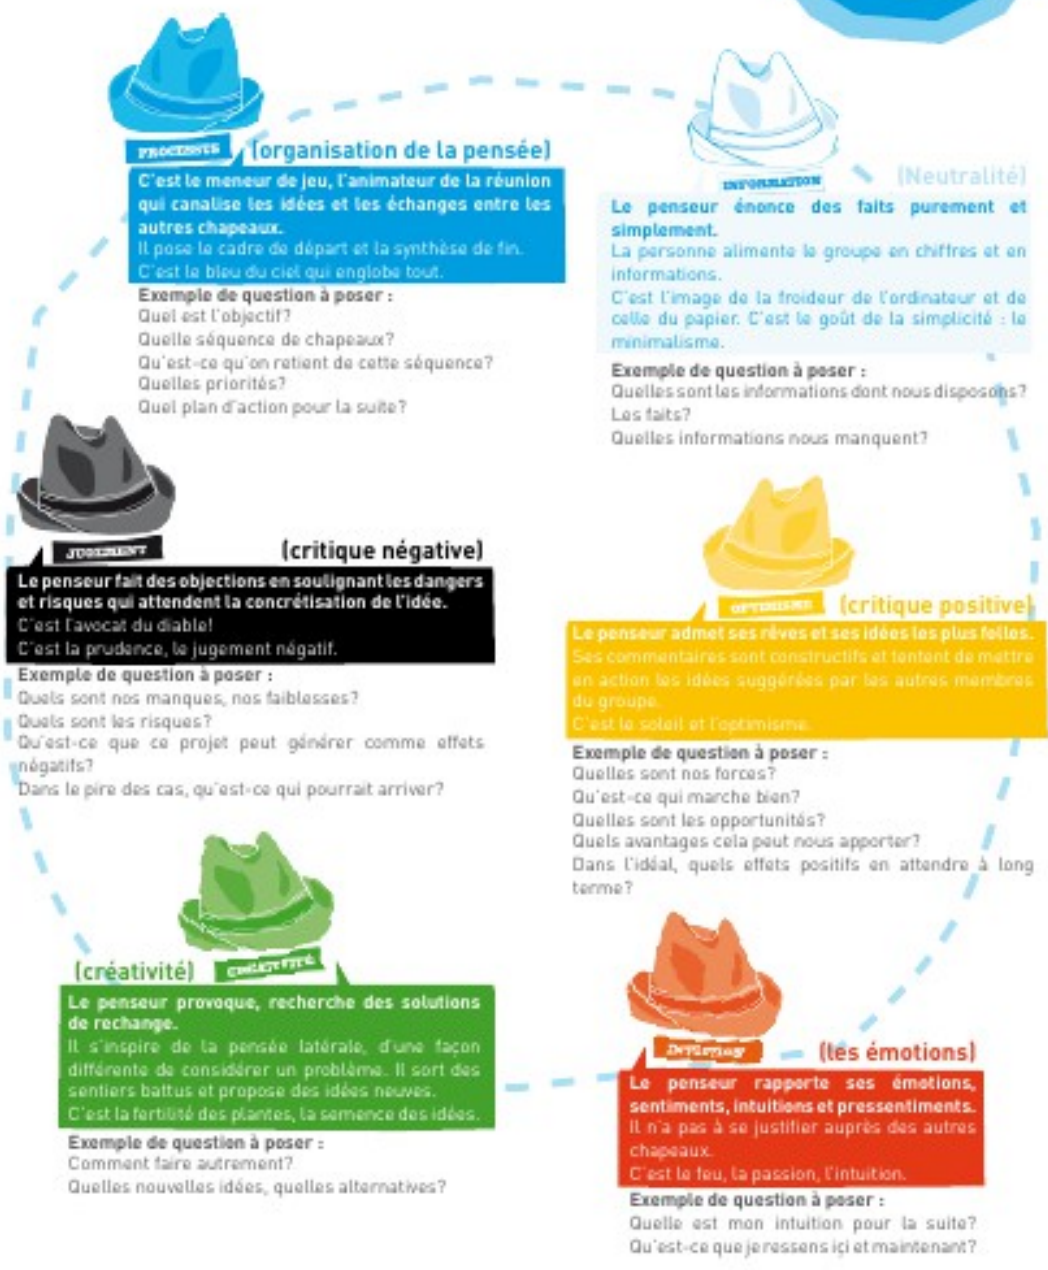 PROCESSUS
(organisation de la pensée)
C'est le meneur de jeu, l'animateur de la réunion
qui canalise les idées et les échanges entre les
autres chapeaux.
Il pose le cadre de départ et la synthèse de fin.
C'est le bleu du ciel qui englobe tout.
Exemple de question à poser :
Quel est l'objectif?
Quelle séquence de chapeaux?
Qu'est-ce qu'on retient de cette séquence?
Quelles priorités?
Quel plan d'action pour la suite?
INFORMATION
(Neutralité)
Le penseur énonce des faits purement et
simplement.
La personne alimente le groupe en chiffres et en
informations.
C'est l'image de la froideur de l'ordinateur et de
celle du papier. C'est le goût de la simplicité : le
minimalisme.
Exemple de question à poser :
Quelles sont les informations dont nous disposons?
Les faits?
Quelles informations nous manquent?
JUGEMENT
(critique négative)
Le penseur fait des objections en soulignant les dangers
et risques qui attendent la concrétisation de l'idée.
C'est l'avocat du diable!
C'est la prudence, le jugement négatif.
Exemple de question à poser :
Quels sont nos manques, nos faiblesses?
Quels sont les risques?
Qu'est-ce que ce projet peut générer comme effets
négatifs?
Dans le pire des cas, qu'est-ce qui pourrait arriver?
OPTIMISME
(critique positive)
Le penseur admet ses rêves et ses idées les plus folles.
Ses commentaires sont constructifs et tentent de mettre
en action les idées suggérées par les autres membres
du groupe.
C'est le soleil et l'optimisme.
Exemple de question à poser :
Quelles sont nos forces?
Qu'est-ce qui marche bien?
Quelles sont les opportunités?
Quels avantages cela peut nous apporter?
Dans l'idéal, quels effets positifs en attendre à long
terme?
(créativité)
CRÉATIVITÉ
Le penseur provoque, recherche des solutions
de rechange.
Il s'inspire de la pensée latérale, d'une façon
différente de considérer un problème. Il sort des
sentiers battus et propose des idées neuves.
C'est la fertilité des plantes, la semence des idées.
Exemple de question à poser :
Comment faire autrement?
Quelles nouvelles idées, quelles alternatives?
INTUITION
(les émotions)
Le penseur rapporte ses émotions,
sentiments, intuitions et pressentiments.
Il n'a pas à se justifier auprès des autres
chapeaux.
C'est le feu, la passion, l'intuition.
Exemple de question à poser :
Quelle est mon intuition pour la suite?
Qu'est-ce que je ressens içi et maintenant?